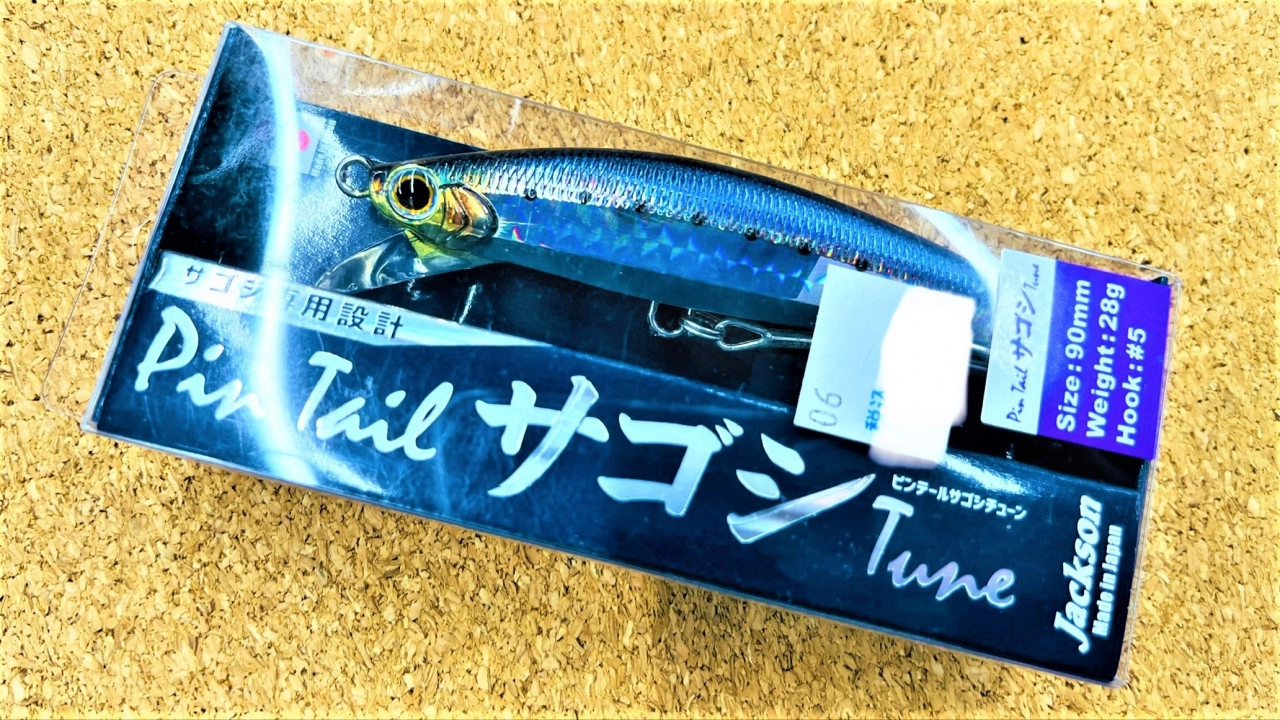 サゴシ専用設計
Pin Tail サゴシ Tune
ピンテールサゴシチューン
06
税込
Pin Tail サゴシ Tune
Size:90mm
Weight:28g
Hook:#5
Jackson
Made in Japan